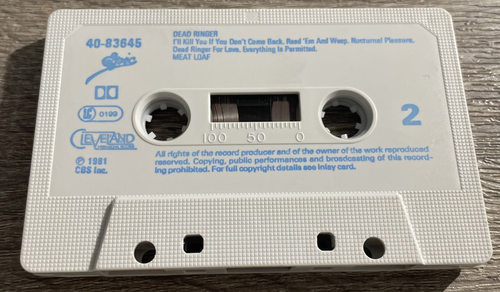 40-83645
DEAD RINGER
I'll Kill You If You Don't Come Back. Read 'Em And Weep. Nocturnal Pleasure.
Dead Ringer For Love. Everything Is Permitted.
MEAT LOAF
Epic
LC 0199
2
100 50 0
CLEVELAND
All rights of the record producer and of the owner of the work reproduced
reserved. Copying, public performances and broadcasting of this record-
ing prohibited. For full copyright details see inlay card.
℗ 1981
CBS Inc.